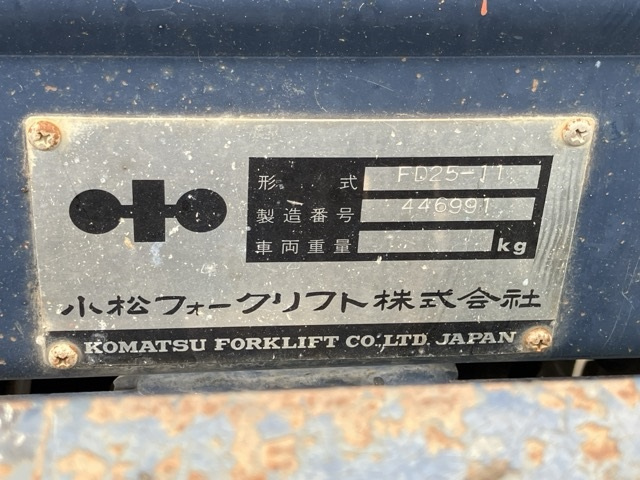 形式 FD25-11
製造番号 446991
車両重量 kg
小松フォークリフト株式会社
KOMATSU FORKLIFT CO.,LTD. JAPAN